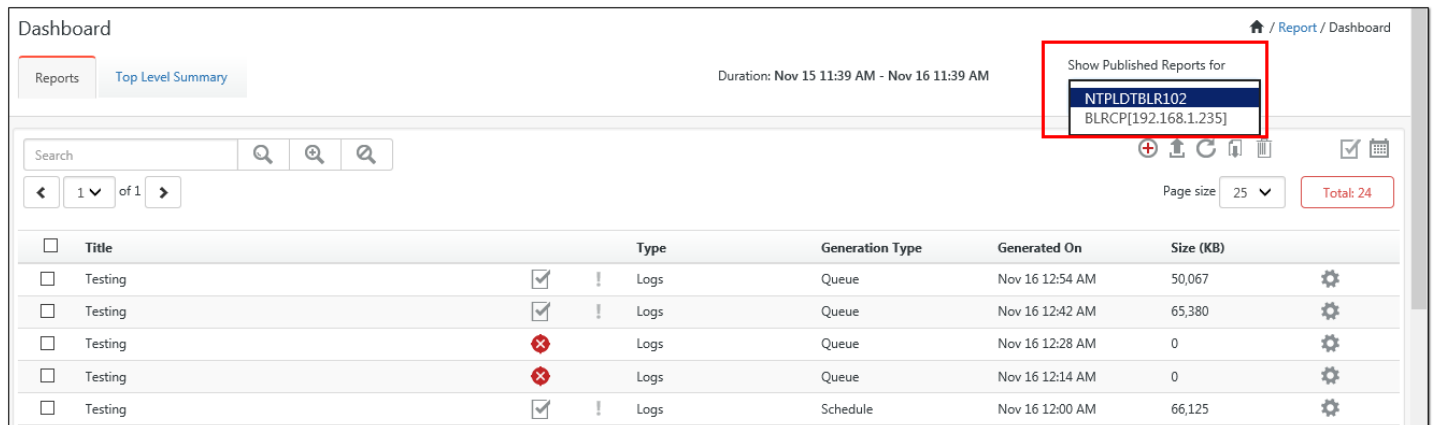 Dashboard
/ Report / Dashboard
Reports Top Level Summary
Duration: Nov 15 11:39 AM - Nov 16 11:39 AM
Show Published Reports for
NTPLDTBLR102
BLRCP[192.168.1.235]
Search
1 of 1
Page size 25 Total: 24
Title Type Generation Type Generated On Size (KB)
Testing Logs Queue Nov 16 12:54 AM 50,067
Testing Logs Queue Nov 16 12:42 AM 65,380
Testing Logs Queue Nov 16 12:28 AM 0
Testing Logs Queue Nov 16 12:14 AM 0
Testing Logs Schedule Nov 16 12:00 AM 66,125